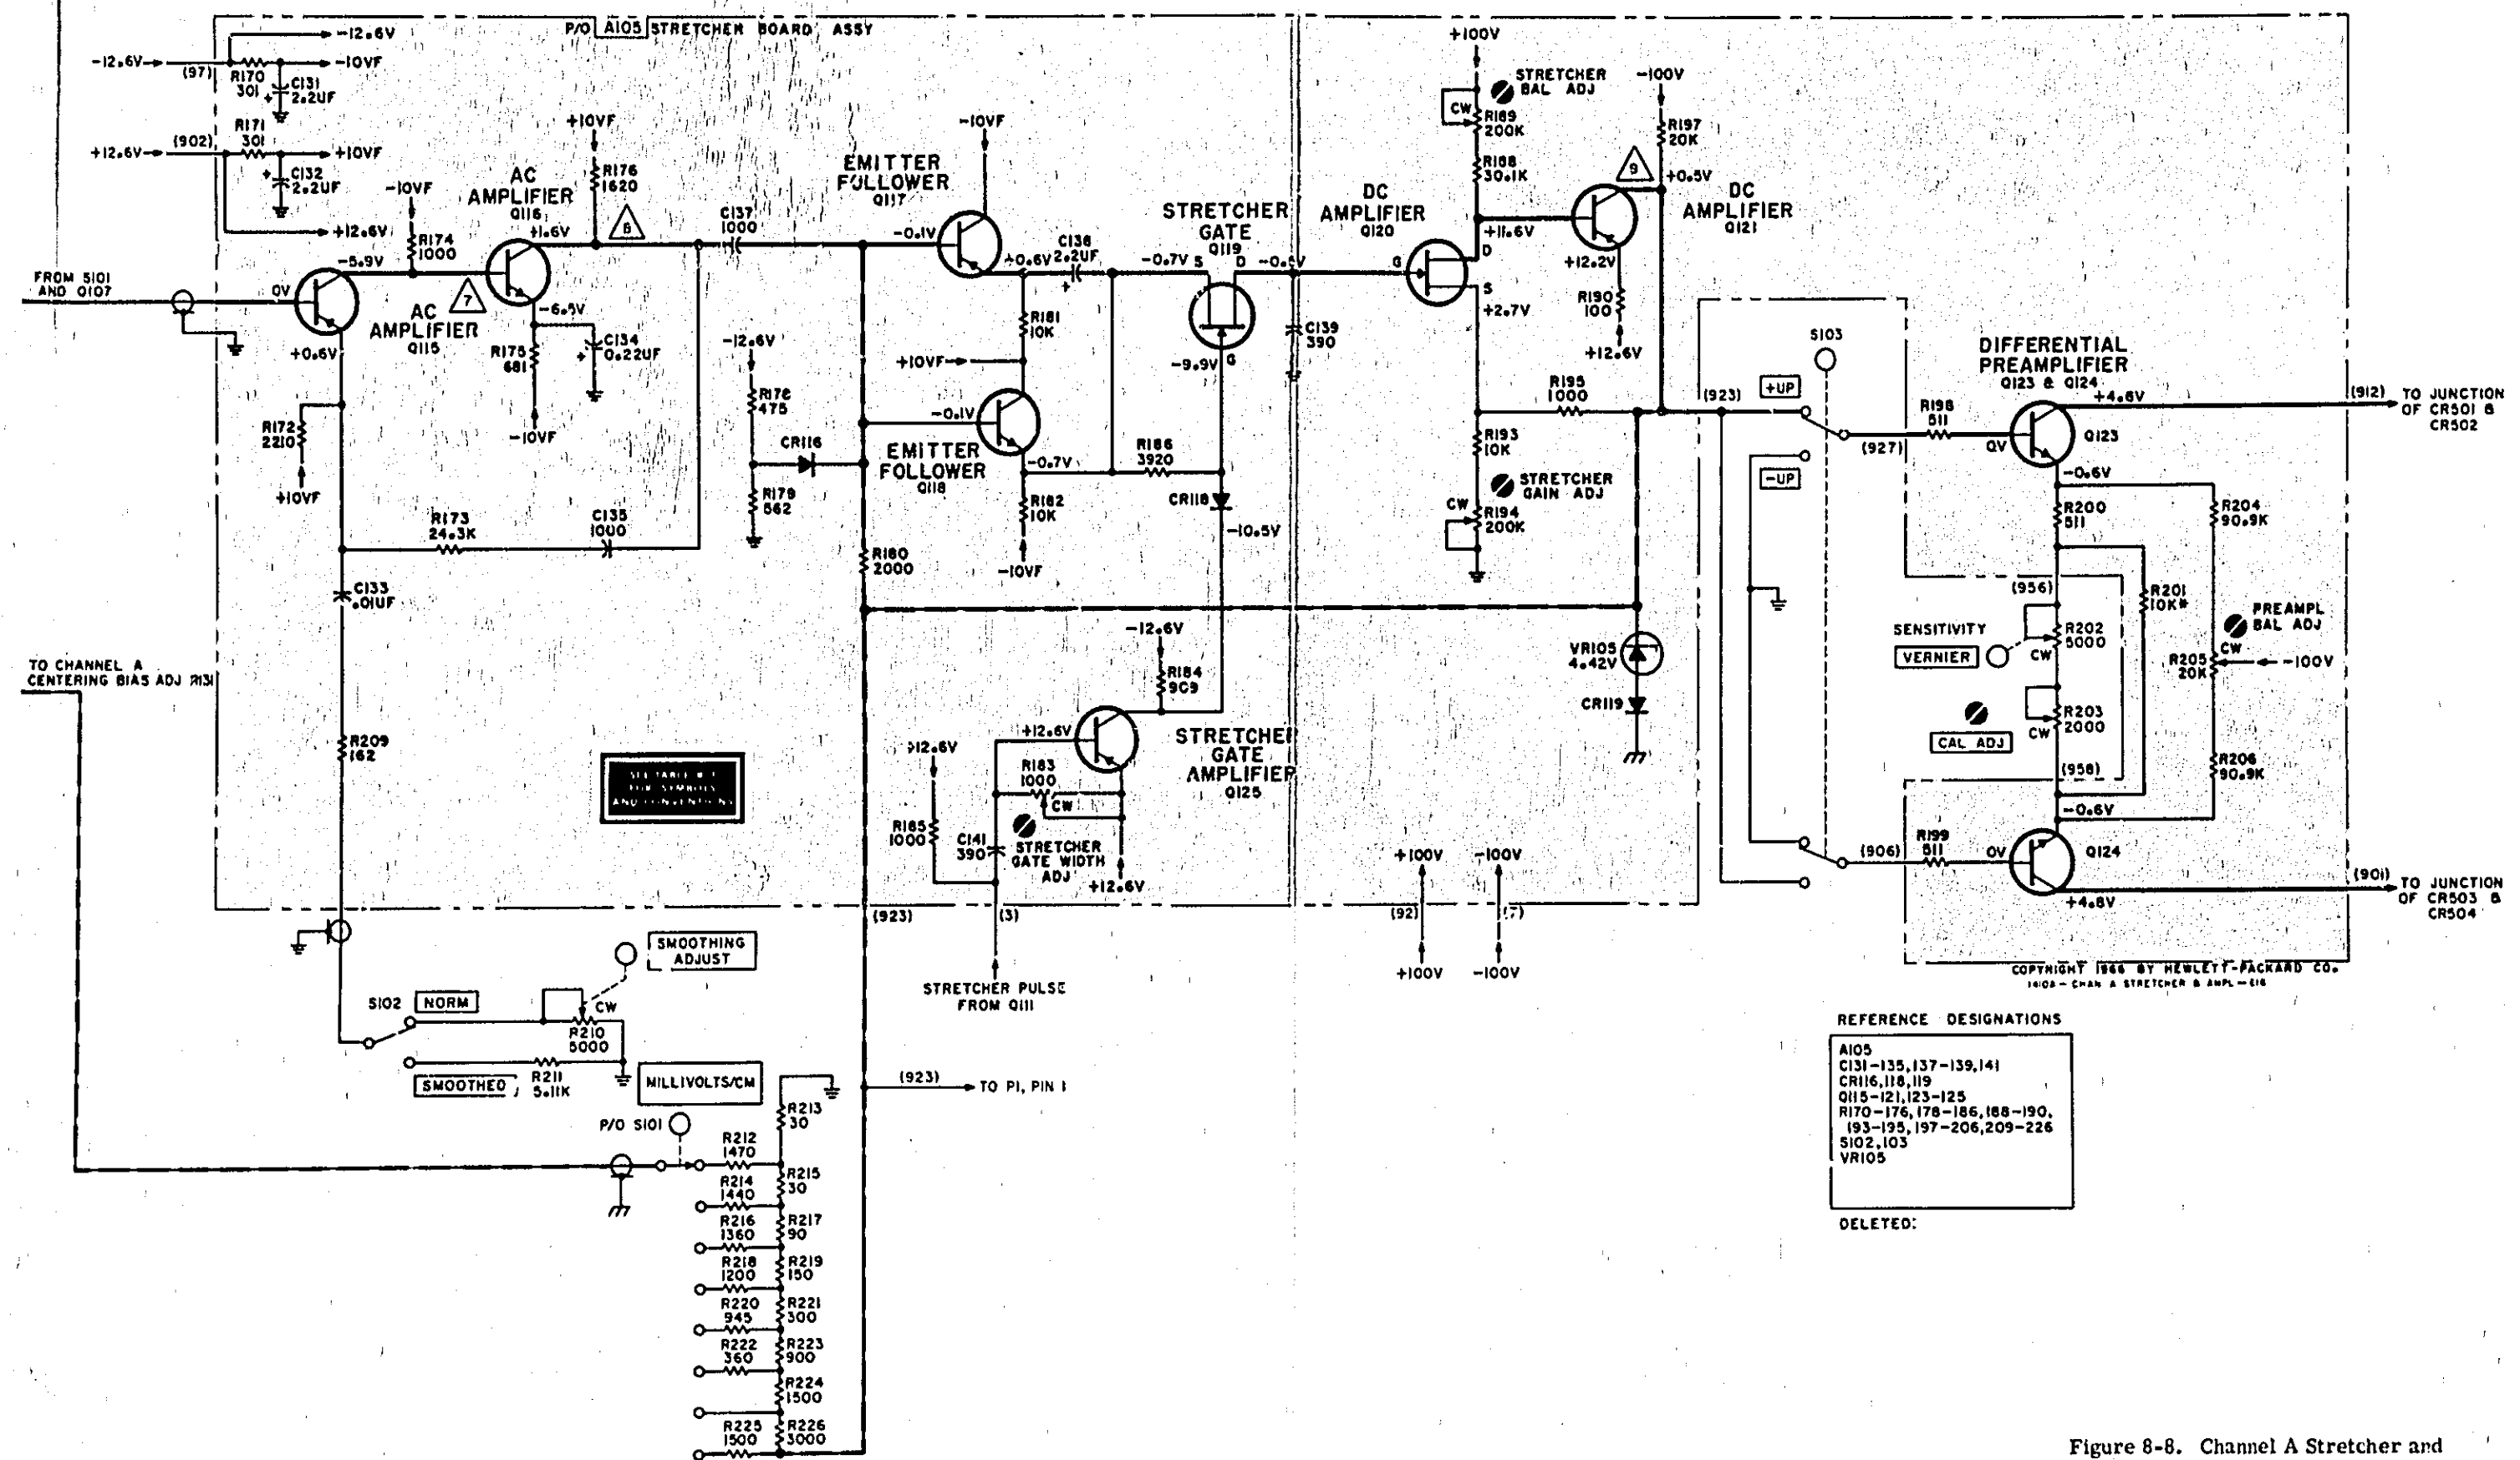 P/O A105 STRETCHER BOARD ASSY
-12.6V
-12.6V
(97)
R170
301
-10VF
C131
2.2UF
+12.6V
(902)
R171
301
+10VF
C132
2.2UF
+12.6V
FROM S101
AND Q107
0V
+0.6V
-5.9V
-10VF
R174
1000
AC
AMPLIFIER
Q115
7
AC
AMPLIFIER
Q116
+1.6V
-6.5V
R175
681
-10VF
C134
0.22UF
+10VF
R176
1620
C137
1000
R172
2210
+10VF
R173
24.3K
C135
1000
C133
.01UF
R209
162
TO CHANNEL A
CENTERING BIAS ADJ R131
-12.6V
R178
475
CR116
R179
562
R180
2000
EMITTER
FOLLOWER
Q117
-10VF
-0.1V
+0.6V
C138
2.2UF
R181
10K
+10VF
-0.1V
EMITTER
FOLLOWER
Q118
-0.7V
R182
10K
-10VF
R186
3920
STRETCHER
GATE
Q119
-0.7V
S
D
G
-9.9V
CR118
-10.5V
C139
390
-12.6V
R184
909
+12.6V
STRETCHER
GATE
AMPLIFIER
Q125
R183
1000
CW
STRETCHER
GATE WIDTH
ADJ
+12.6V
+12.6V
R185
1000
C141
390
SEE TABLE
FOR SYMBOLS
AND CONVENTIONS
+100V
STRETCHER
BAL ADJ
CW
R189
200K
R188
30.1K
DC
AMPLIFIER
Q120
G
D
S
+11.6V
+2.7V
9
-100V
R197
20K
+0.5V
DC
AMPLIFIER
Q121
+12.2V
R190
100
+12.6V
R195
1000
R193
10K
STRETCHER
GAIN ADJ
CW
R194
200K
VR105
4.42V
CR119
+100V
-100V
(92)
+100V
-100V
(923)
S103
+UP
-UP
(927)
R198
511
0V
DIFFERENTIAL
PREAMPLIFIER
Q123 & Q124
+4.8V
(912)
TO JUNCTION
OF CR501 &
CR502
Q123
-0.6V
R200
511
R204
90.9K
(956)
R201
10K*
SENSITIVITY
VERNIER
R202
5000
CW
PREAMPL
BAL ADJ
CW
R205
20K
-100V
CAL ADJ
R203
2000
CW
(958)
R206
90.9K
-0.6V
(906)
R199
511
0V
Q124
+4.8V
(901)
TO JUNCTION
OF CR503 &
CR504
COPYRIGHT 1966 BY HEWLETT-PACKARD CO.
1410A - CHAN A STRETCHER & AMPL - E16
(923)
(3)
STRETCHER PULSE
FROM Q111
SMOOTHING
ADJUST
S102
NORM
CW
R210
5000
SMOOTHED
R211
5.11K
MILLIVOLTS/CM
(923)
TO P1, PIN 1
P/O S101
R213
30
R212
1470
R215
30
R214
1440
R217
90
R216
1360
R219
150
R218
1200
R221
300
R220
945
R223
900
R222
360
R224
1500
R225
1500
R226
3000
REFERENCE DESIGNATIONS
A105
C131-135,137-139,141
CR116,118,119
Q115-121,123-125
R170-176,178-186,188-190,
193-195,197-206,209-226
S102,103
VR105
DELETED:
Figure 8-8. Channel A Stretcher and